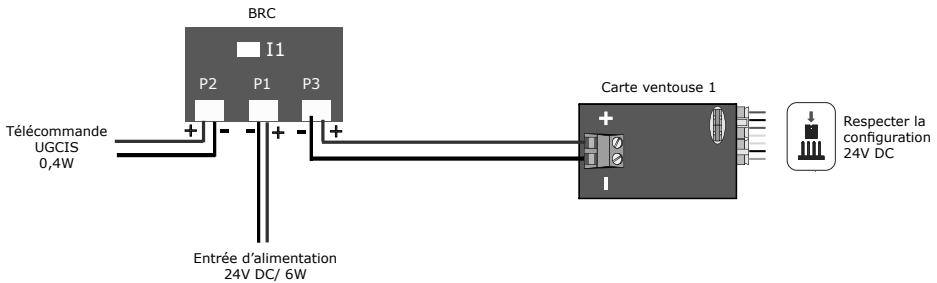 BRC
I1
P2 P1 P3
+ - - + - +
Télécommande
UGCIS
0,4W
Entrée d’alimentation
24V DC/ 6W
Carte ventouse 1
+
-
Respecter la
configuration
24V DC